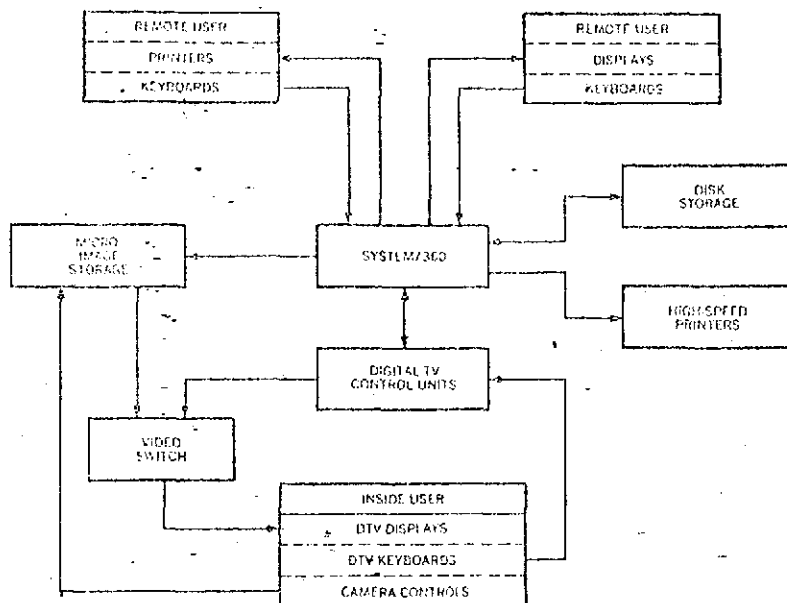 REMOTE USER
PRINTERS
KEYBOARDS
REMOTE USER
DISPLAYS
KEYBOARDS
DISK
STORAGE
MICRO
IMAGE
STORAGE
SYSTEM/360
HIGH-SPEED
PRINTERS
DIGITAL TV
CONTROL UNITS
VIDEO
SWITCH
INSIDE USER
DTV DISPLAYS
DTV KEYBOARDS
CAMERA CONTROLS